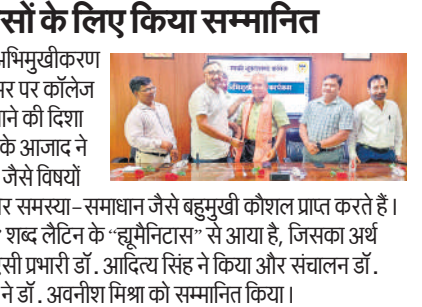 सों के लिए किया सम्मानित
अभिमुखीकरण
पर कॉलेज
ाने की दिशा
के आजाद ने
जैसे विषयों
र समस्या-समाधान जैसे बहुमुखी कौशल प्राप्त करते हैं।
शब्द लैटिन के “ह्यूमैनिटास” से आया है, जिसका अर्थ
सी प्रभारी डॉ. आदित्य सिंह ने किया और संचालन डॉ.
ने डॉ. अवनीश मिश्रा को सम्मानित किया।